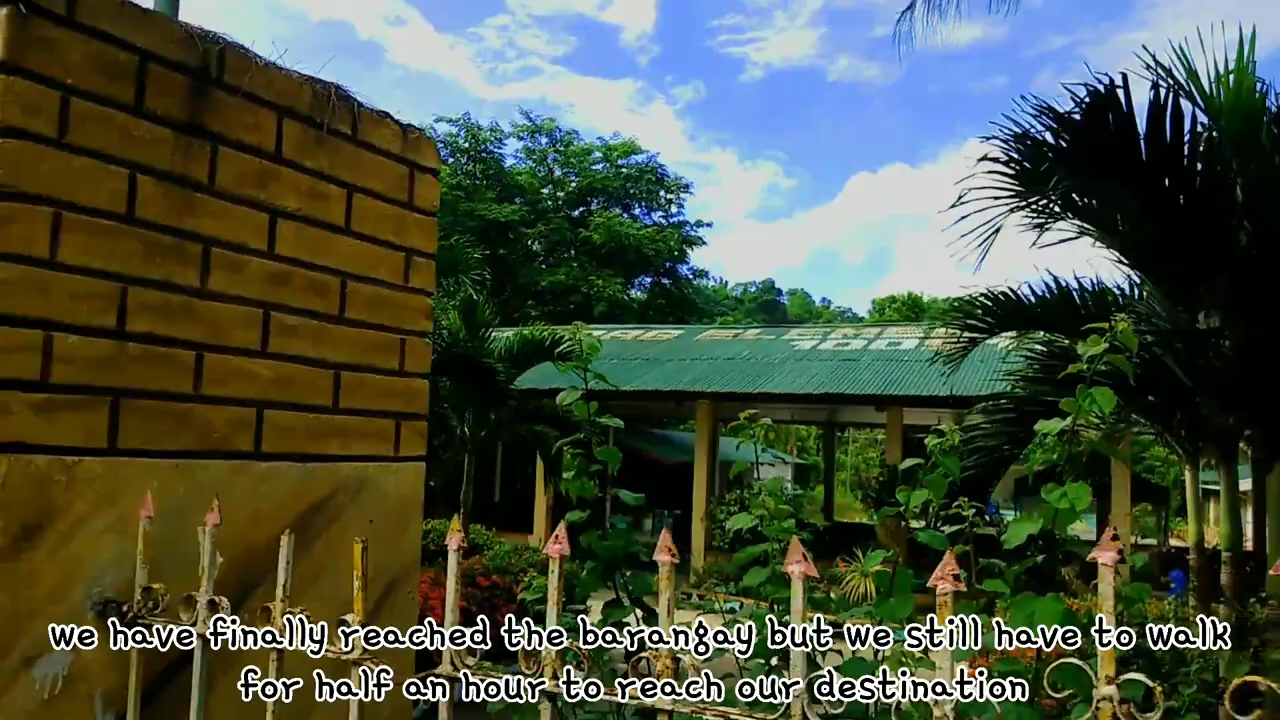 we have finally reached the barangay but we still have to walk
for half an hour to reach our destination